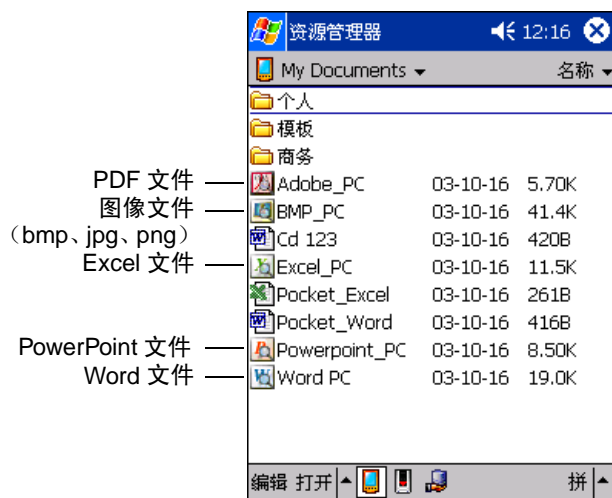 资源管理器 12:16
My Documents 名称
个人
模板
商务
PDF 文件 Adobe_PC 03-10-16 5.70K
图像文件 BMP_PC 03-10-16 41.4K
(bmp、jpg、png) Cd 123 03-10-16 420B
Excel 文件 Excel_PC 03-10-16 11.5K
Pocket_Excel 03-10-16 261B
Pocket_Word 03-10-16 416B
PowerPoint 文件 Powerpoint_PC 03-10-16 8.50K
Word 文件 Word PC 03-10-16 19.0K
编辑 打开 拼